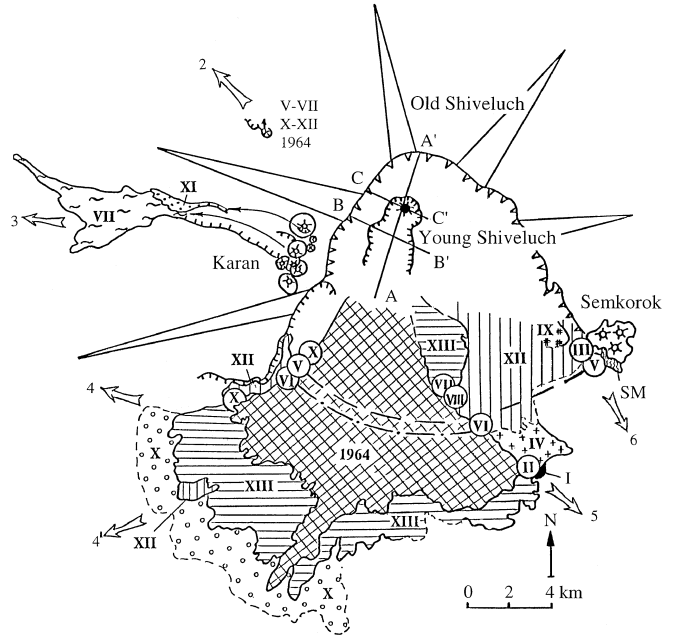 2
V-VII
X-XII
1964
Old Shiveluch
A'
C
B
C'
Young Shiveluch
B'
A
XI
VII
3
Karan
Semkorok
IX
III
V
SM
6
XIII
XII
X
V
VI
XII
X
4
VII
VIII
VI
IV
II
I
5
1964
X
XIII
XII
4
XIII
X
N
0 2 4 km